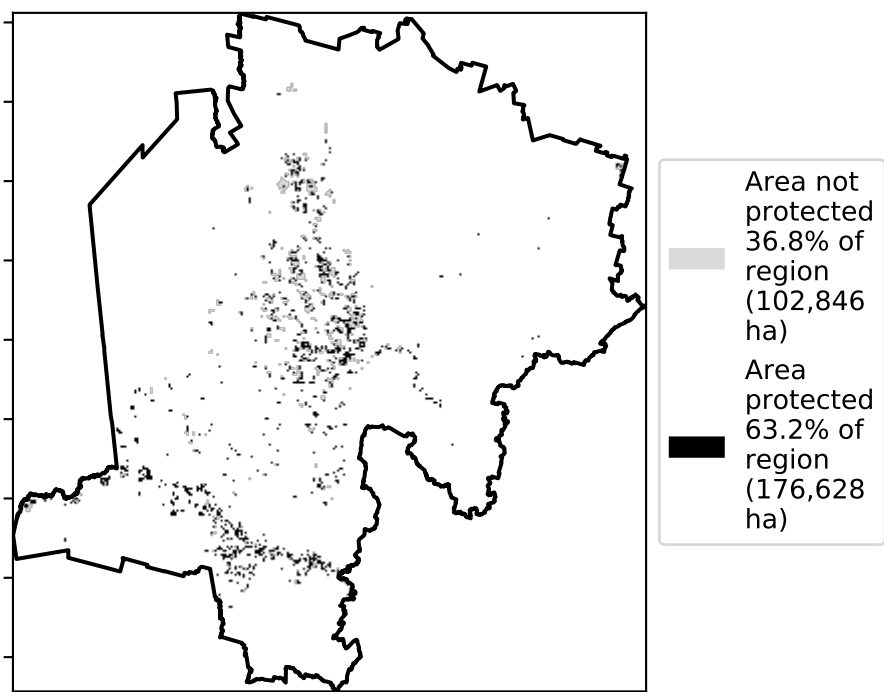 Area not
protected
36.8% of
region
(102,846
ha)
Area
protected
63.2% of
region
(176,628
ha)